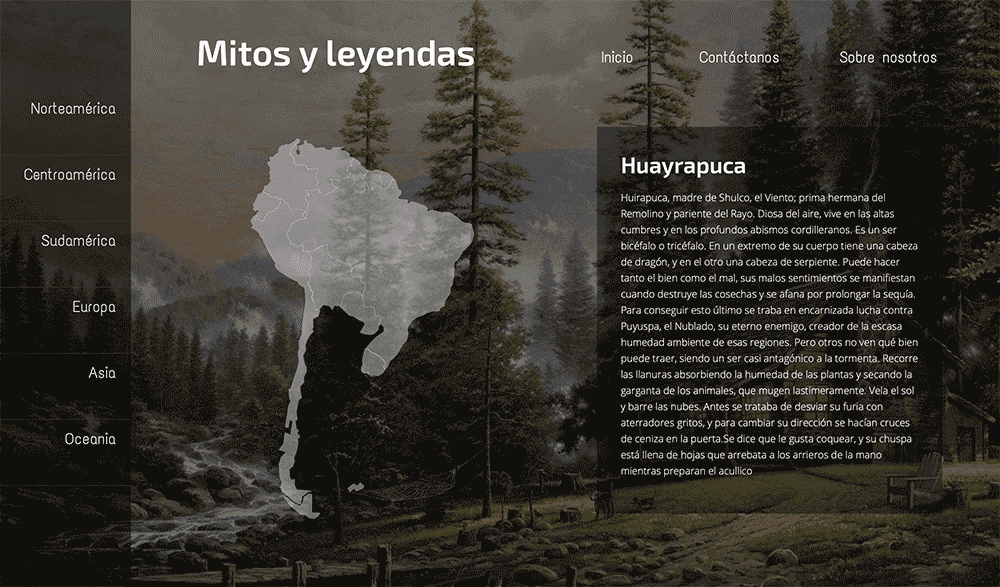 Mitos y leyendas
Inicio
Contáctanos
Sobre nosotros
Norteamérica
Centroamérica
Sudamérica
Europa
Asia
Oceania
Huayrapuca
Huirapuca, madre de Shulco, el Viento; prima hermana del
Remolino y pariente del Rayo. Diosa del aire, vive en las altas
cumbres y en los profundos abismos cordilleranos. Es un ser
bicéfalo o tricéfalo. En un extremo de su cuerpo tiene una cabeza
de dragón, y en el otro una cabeza de serpiente. Puede hacer
tanto el bien como el mal, sus malos sentimientos se manifiestan
cuando destruye las cosechas y se afana por prolongar la sequía.
Para conseguir esto último se traba en encarnizada lucha contra
Puyuspa, el Nublado, su eterno enemigo, creador de la escasa
humedad ambiente de esas regiones. Pero otros no ven qué bien
puede traer, siendo un ser casi antagónico a la tormenta. Recorre
las llanuras absorbiendo la humedad de las plantas y secando la
garganta de los animales, que mugen lastimeramente. Vela el sol
y barre las nubes. Antes se trataba de desviar su furia con
aterradores gritos, y para cambiar su dirección se hacían cruces
de ceniza en la puerta.Se dice que le gusta coquear, y su chuspa
está llena de hojas que arrebata a los arrieros de la mano
mientras preparan el acullico